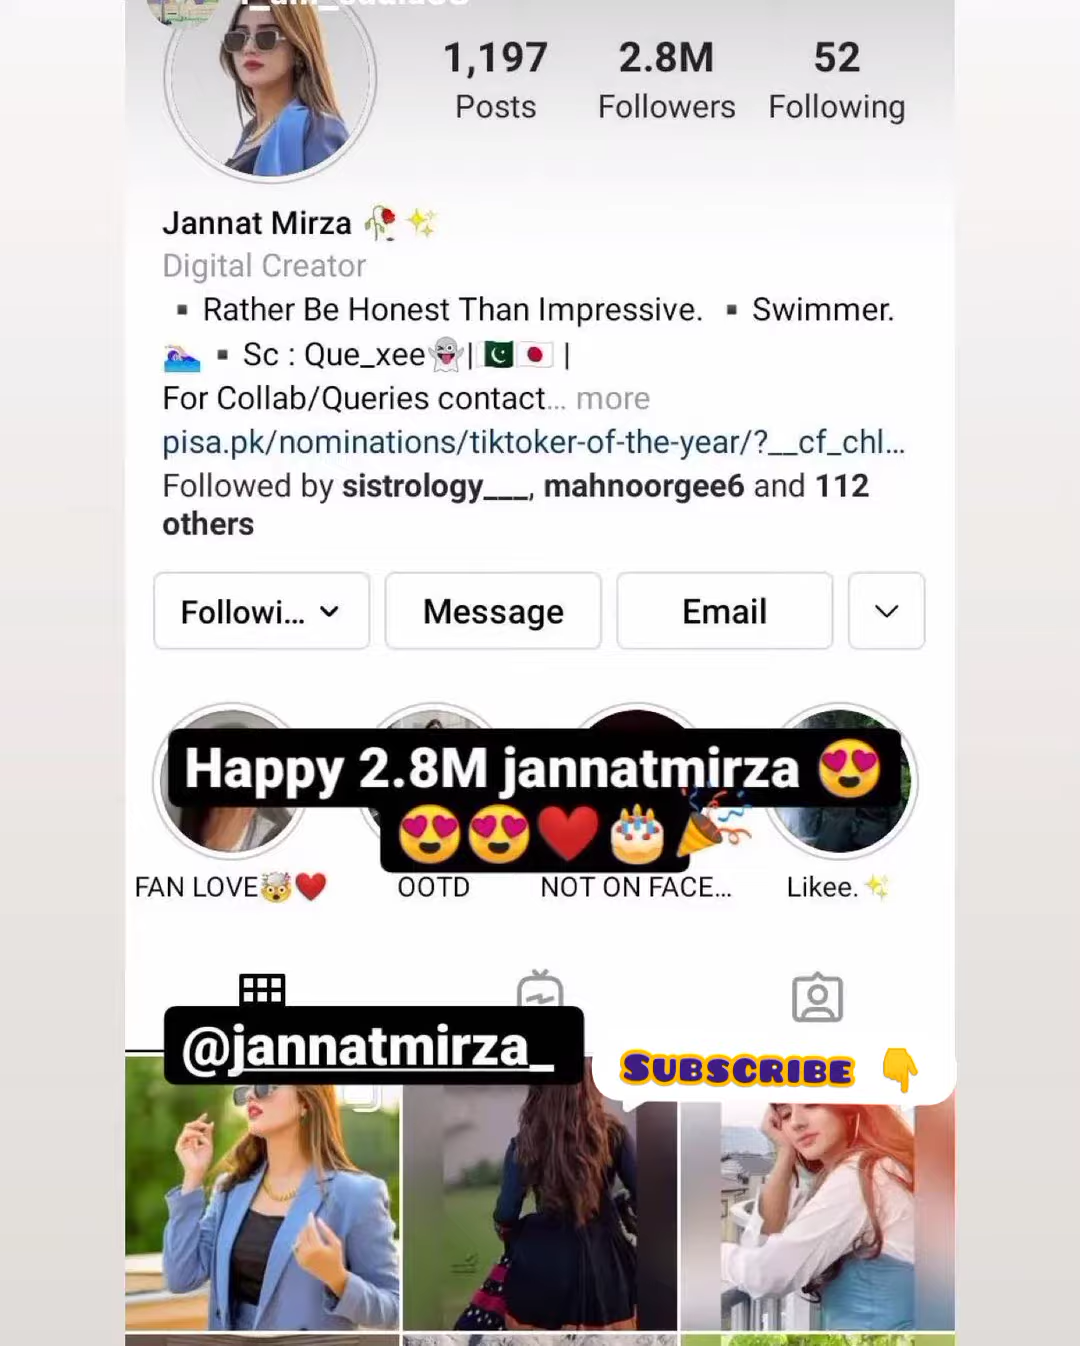 1,197 2.8M 52
Posts Followers Following
Jannat Mirza 🥀✨
Digital Creator
▪ Rather Be Honest Than Impressive. ▪ Swimmer.
🏊‍♀️ ▪ Sc : Que_xee👻|🇵🇰🇯🇵 |
For Collab/Queries contact... more
pisa.pk/nominations/tiktoker-of-the-year/?__cf_chl...
Followed by sistrology___, mahnoorgee6 and 112
others
Followi... Message Email
Happy 2.8M jannatmirza 😍
😍😍❤️🎂🎉
FAN LOVE🤯❤️ OOTD NOT ON FACE... Likee. ✨
@jannatmirza_
SUBSCRIBE 👇